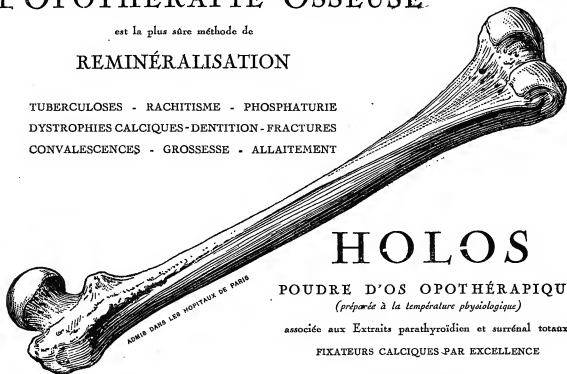 L'OPOTHÉRAPIE OSSEUSE
est la plus sûre méthode de
REMINÉRALISATION
TUBERCULOSES - RACHITISME - PHOSPHATURIE
DYSTROPHIES CALCIQUES - DENTITION - FRACTURES
CONVALESCENCES - GROSSESSE - ALLAITEMENT
ADMIS DANS LES HOPITAUX DE PARIS
HOLOS
POUDRE D'OS OPOTHÉRAPIQU
(préparée à la température physiologique)
associée aux Extraits parathyroïdien et surrénal totaux
FIXATEURS CALCIQUES PAR EXCELLENCE